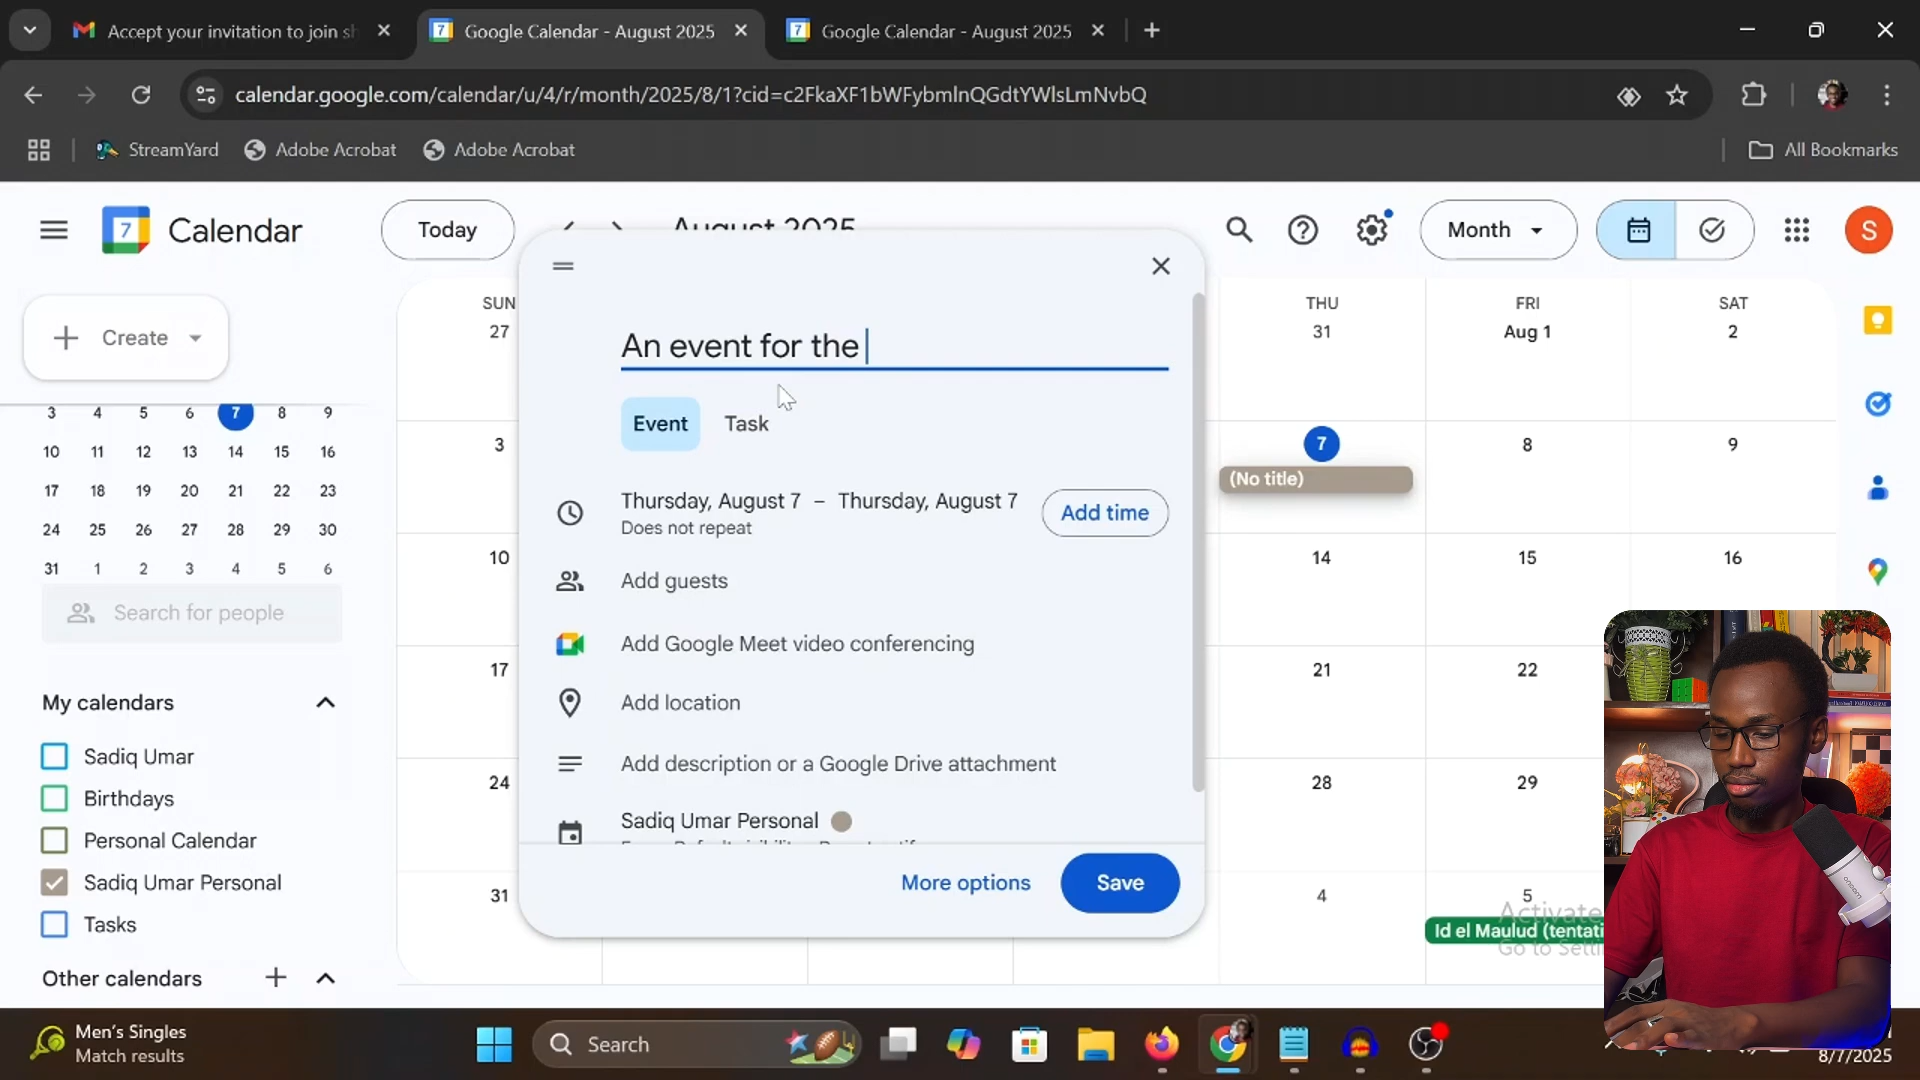 Accept your invitation to join sh
Google Calendar - August 2025
Google Calendar - August 2025
calendar.google.com/calendar/u/4/r/month/2025/8/1?cid=c2FkaXF1bWFybmlnQGdtYWlsLmNvbQ
StreamYard
Adobe Acrobat
Adobe Acrobat
All Bookmarks
7
Calendar
Today
August 2025
Month
S
Create
3 4 5 6 7 8 9
10 11 12 13 14 15 16
17 18 19 20 21 22 23
24 25 26 27 28 29 30
31 1 2 3 4 5 6
Search for people
My calendars
Sadiq Umar
Birthdays
Personal Calendar
Sadiq Umar Personal
Tasks
Other calendars
An event for the
Event
Task
Thursday, August 7 – Thursday, August 7
Does not repeat
Add time
Add guests
Add Google Meet video conferencing
Add location
Add description or a Google Drive attachment
Sadiq Umar Personal
More options
Save
SUN
THU
FRI
SAT
27
31
Aug 1
2
3
7
8
9
(No title)
10
14
15
16
17
21
22
24
28
29
31
4
5
Id el Maulud (tentati
Activate
Go to Setti
Men's Singles
Match results
Search
8/7/2025